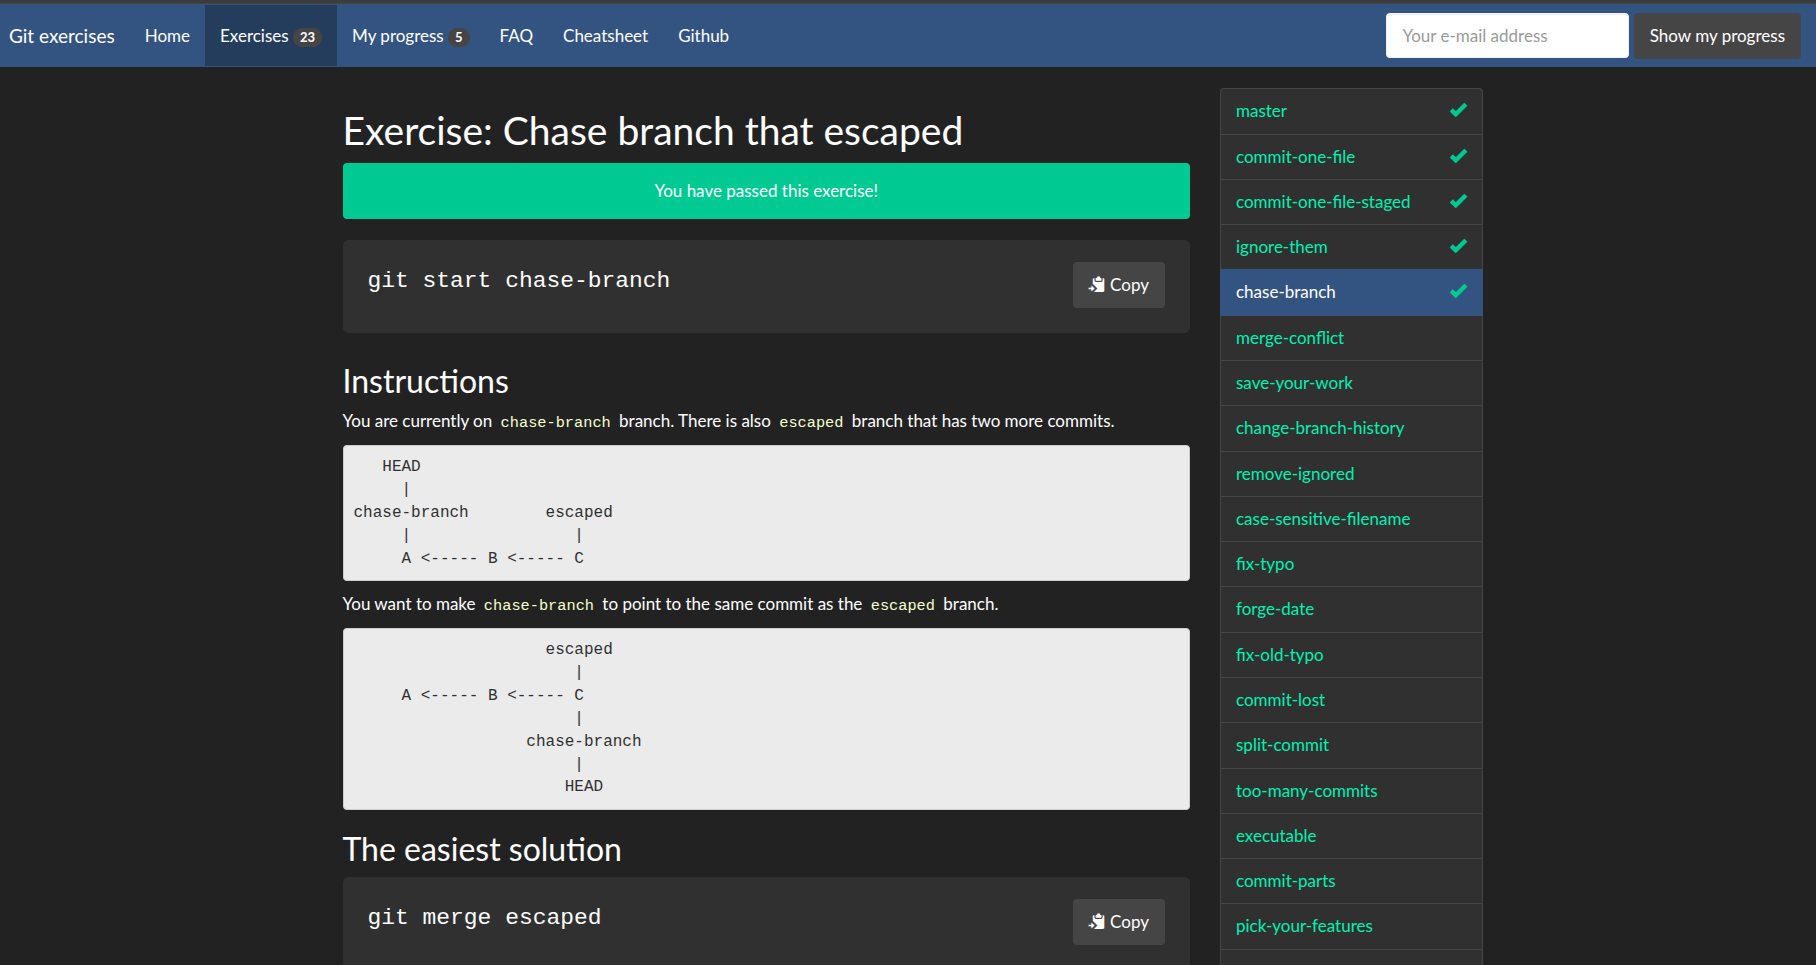 Git exercises Home Exercises 23 My progress 5 FAQ Cheatsheet Github Your e-mail address Show my progress
Exercise: Chase branch that escaped
You have passed this exercise!
git start chase-branch Copy
Instructions
You are currently on chase-branch branch. There is also escaped branch that has two more commits.
   HEAD
     |
chase-branch        escaped
     |                 |
     A <----- B <----- C
You want to make chase-branch to point to the same commit as the escaped branch.
                    escaped
                       |
     A <----- B <----- C
                       |
                  chase-branch
                       |
                      HEAD
The easiest solution
git merge escaped Copy
master
commit-one-file
commit-one-file-staged
ignore-them
chase-branch
merge-conflict
save-your-work
change-branch-history
remove-ignored
case-sensitive-filename
fix-typo
forge-date
fix-old-typo
commit-lost
split-commit
too-many-commits
executable
commit-parts
pick-your-features